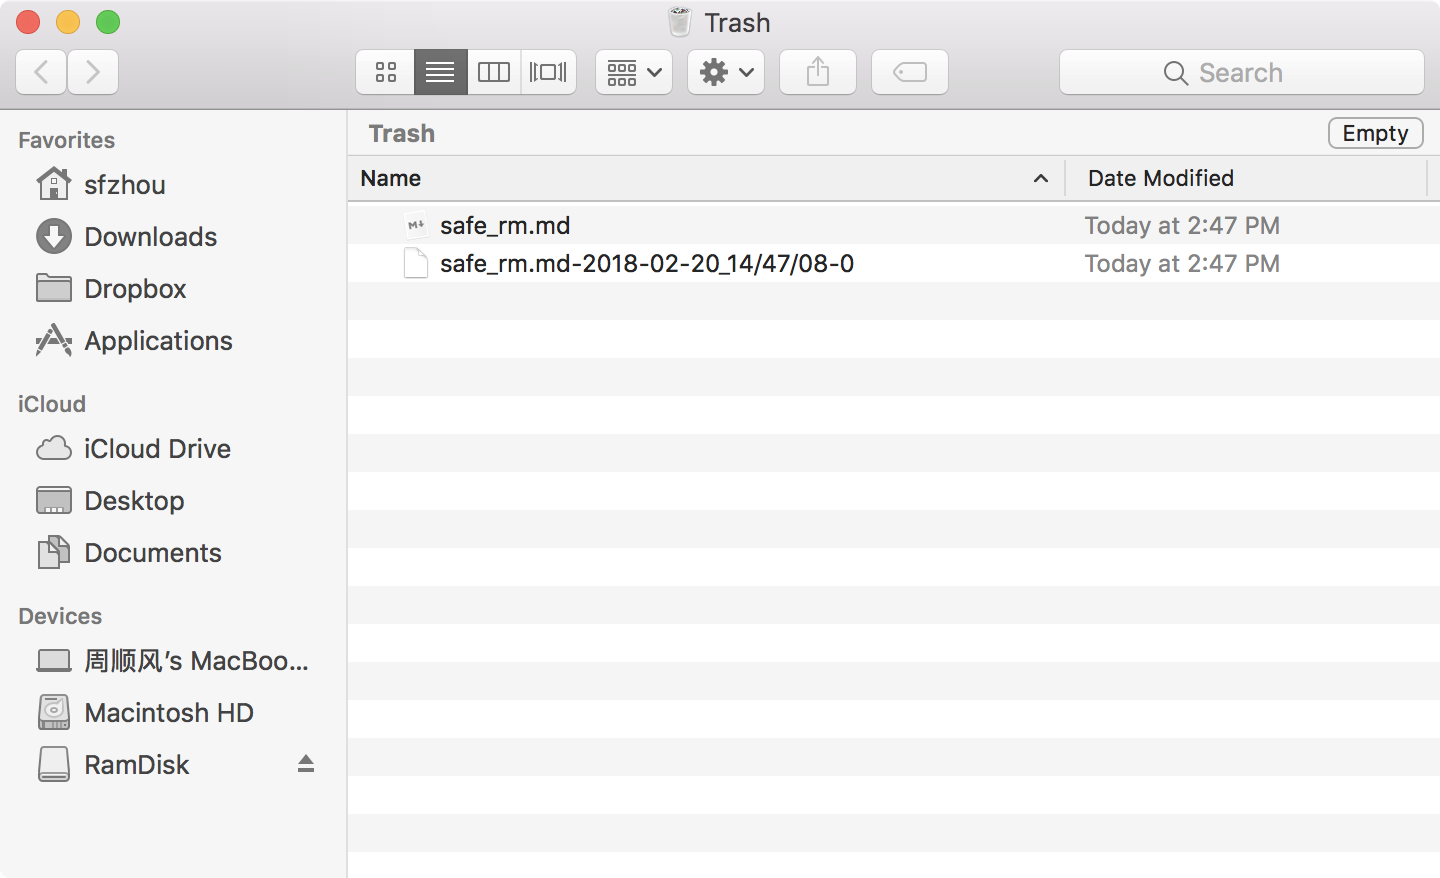 Trash
Search
Favorites
sfzhou
Downloads
Dropbox
Applications
iCloud
iCloud Drive
Desktop
Documents
Devices
周顺风’s MacBoo...
Macintosh HD
RamDisk
Trash
Empty
Name
Date Modified
M↓
safe_rm.md
Today at 2:47 PM
safe_rm.md-2018-02-20_14/47/08-0
Today at 2:47 PM